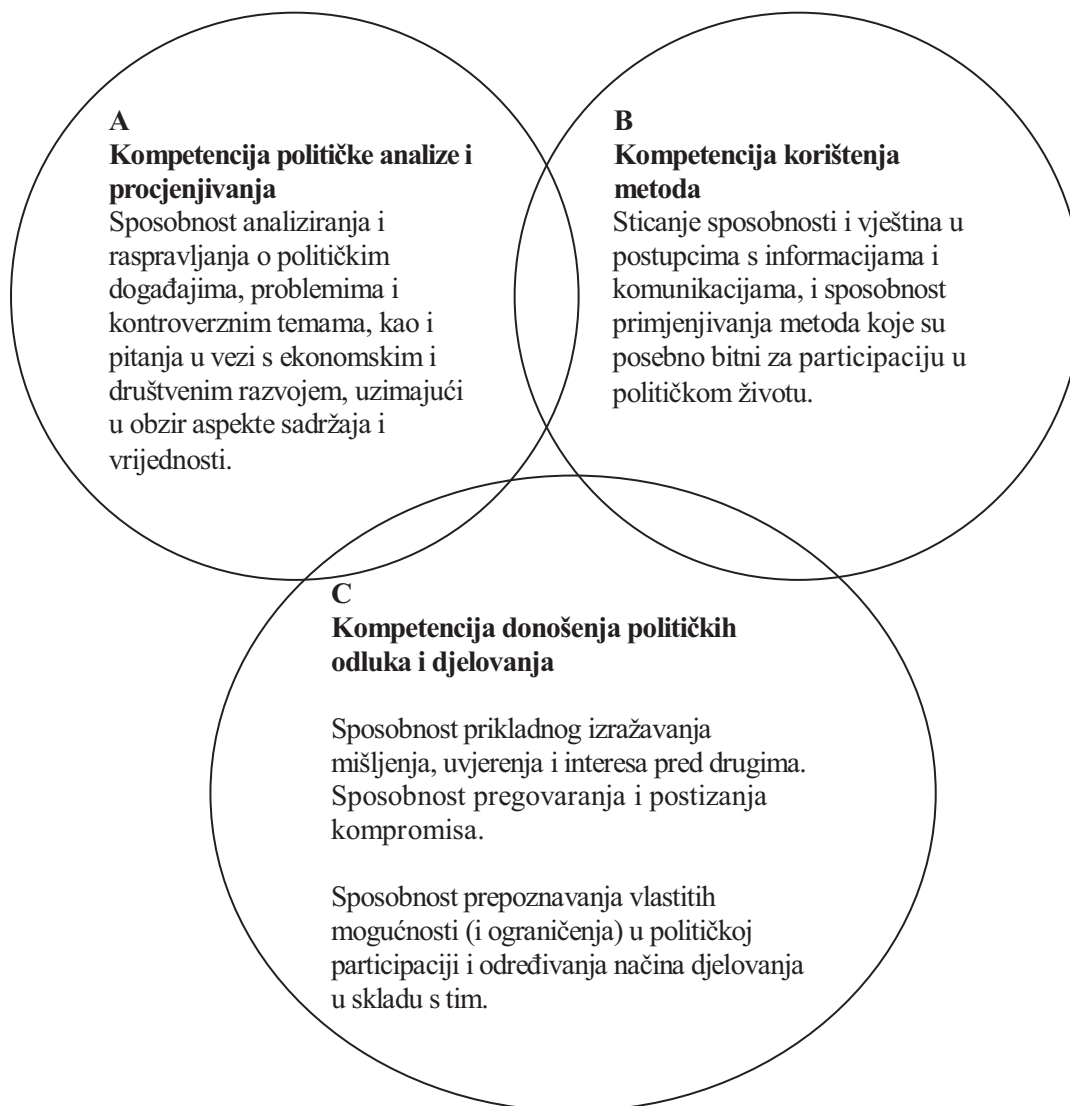 A
Kompetencija političke analize i
procjenjivanja
Sposobnost analiziranja i
raspravljanja o političkim
događajima, problemima i
kontroverznim temama, kao i
pitanja u vezi s ekonomskim i
društvenim razvojem, uzimajući
u obzir aspekte sadržaja i
vrijednosti.
B
Kompetencija korištenja
metoda
Sticanje sposobnosti i vještina u
postupcima s informacijama i
komunikacijama, i sposobnost
primjenjivanja metoda koje su
posebno bitni za participaciju u
političkom životu.
C
Kompetencija donošenja političkih
odluka i djelovanja
Sposobnost prikladnog izražavanja
mišljenja, uvjerenja i interesa pred drugima.
Sposobnost pregovaranja i postizanja
kompromisa.
Sposobnost prepoznavanja vlastitih
mogućnosti (i ograničenja) u političkoj
participaciji i određivanja načina djelovanja
u skladu s tim.